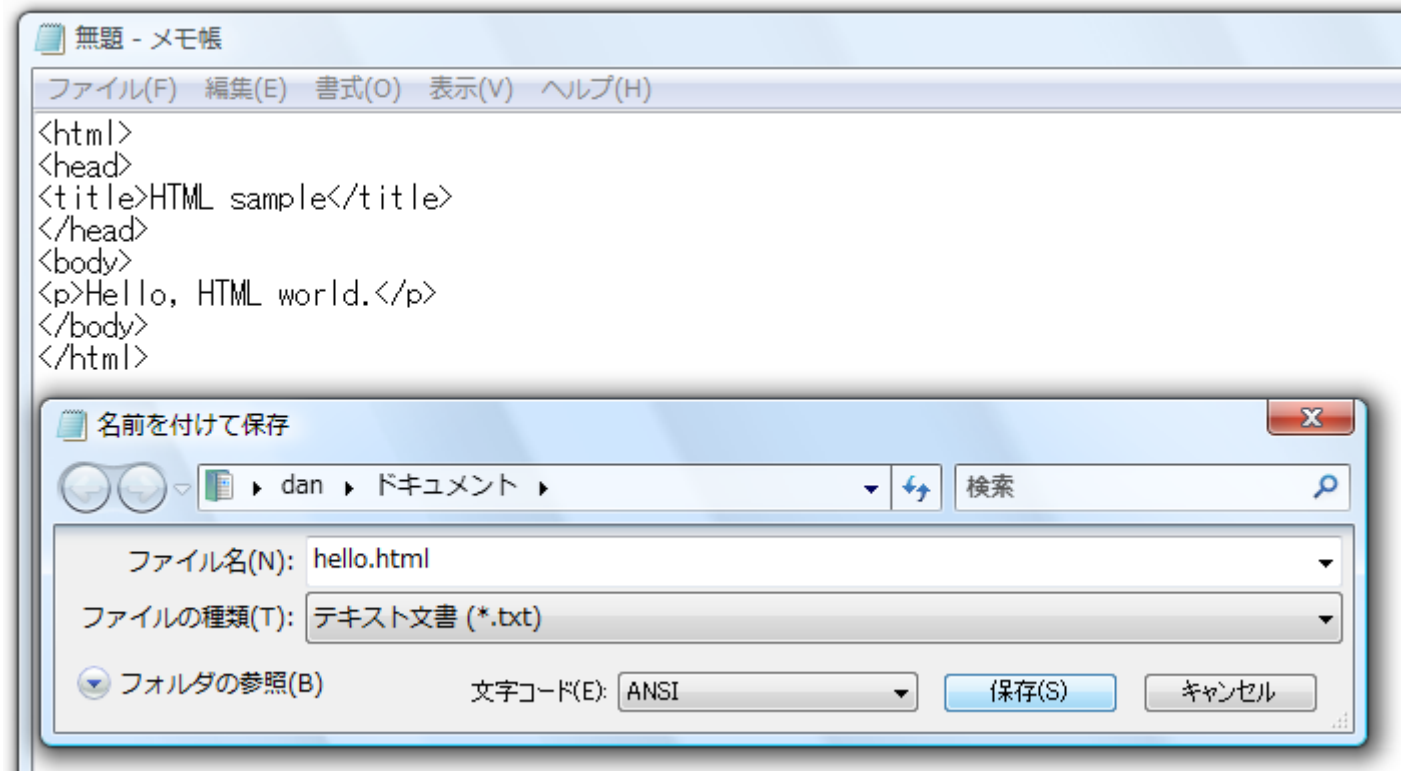 無題 - メモ帳
ファイル(F) 編集(E) 書式(O) 表示(V) ヘルプ(H)
<html>
<head>
<title>HTML sample</title>
</head>
<body>
<p>Hello, HTML world.</p>
</body>
</html>
名前を付けて保存
dan ドキュメント 検索
ファイル名(N): hello.html
ファイルの種類(T): テキスト文書 (*.txt)
フォルダの参照(B) 文字コード(E): ANSI 保存(S) キャンセル